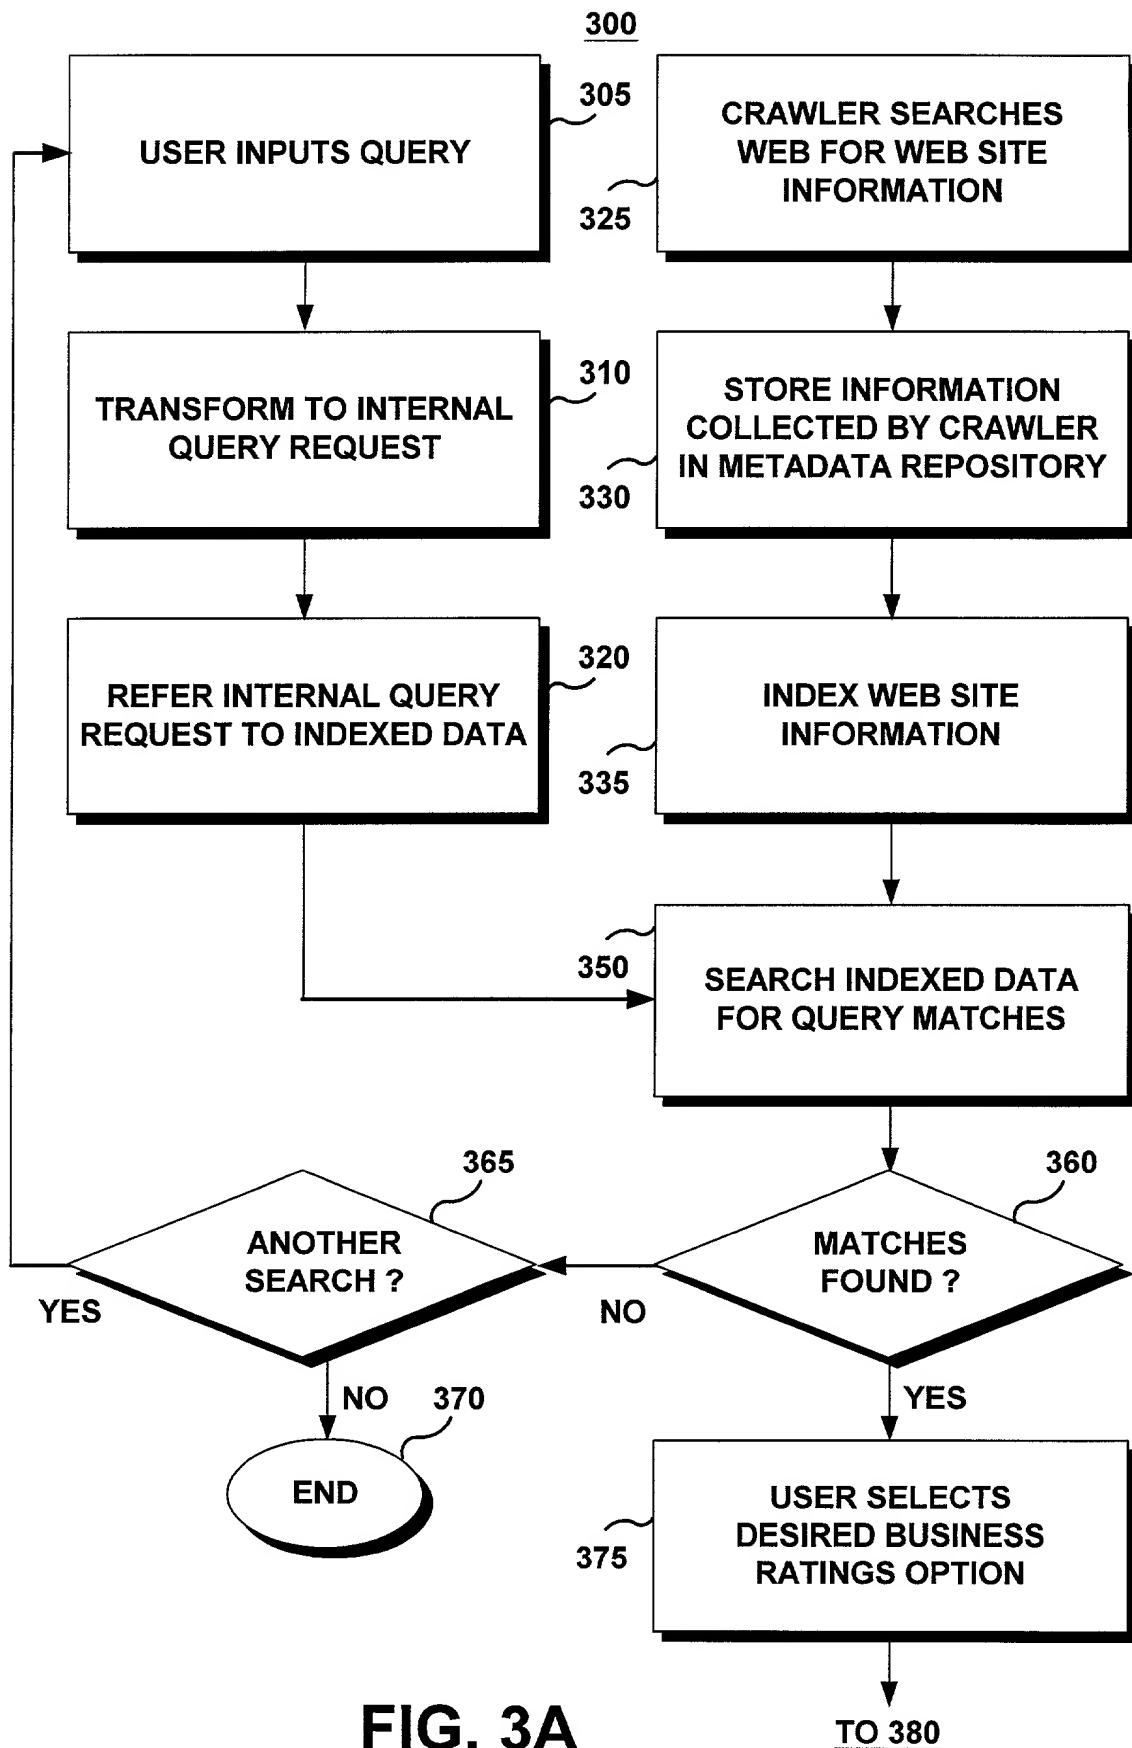 300
USER INPUTS QUERY
305
CRAWLER SEARCHES
WEB FOR WEB SITE
INFORMATION
325
TRANSFORM TO INTERNAL
QUERY REQUEST
310
STORE INFORMATION
COLLECTED BY CRAWLER
IN METADATA REPOSITORY
330
REFER INTERNAL QUERY
REQUEST TO INDEXED DATA
320
INDEX WEB SITE
INFORMATION
335
350
SEARCH INDEXED DATA
FOR QUERY MATCHES
365
ANOTHER
SEARCH ?
YES
360
MATCHES
FOUND ?
NO
NO
370
END
YES
USER SELECTS
DESIRED BUSINESS
RATINGS OPTION
375
FIG. 3A
TO 380